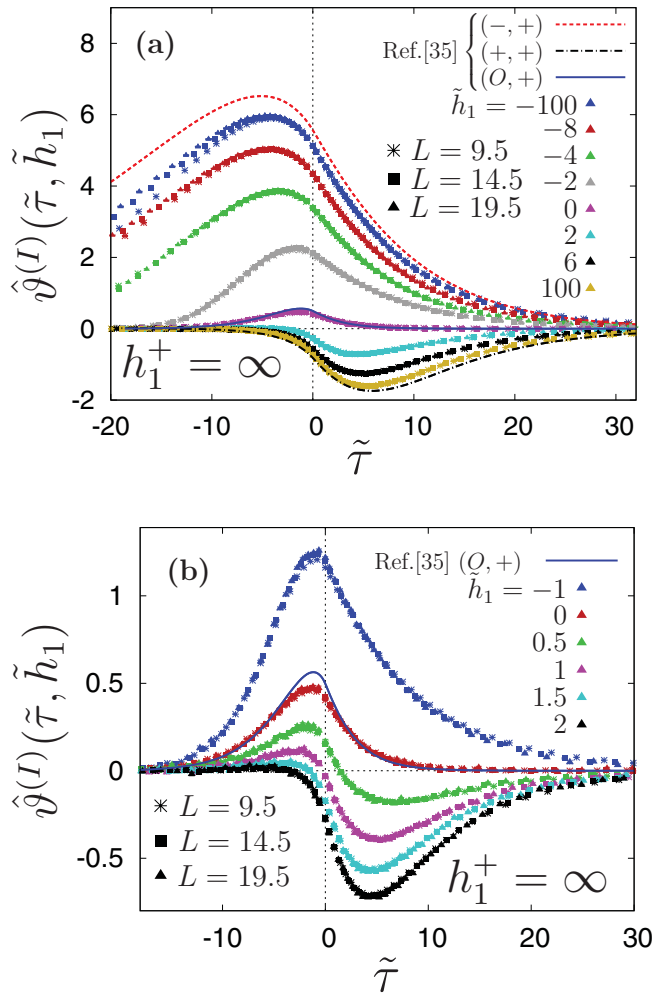 (a)
Ref.[35] { (−, +)
(+, +)
(O, +)
h̃₁ = −100
−8
−4
−2
0
2
6
100
L = 9.5
L = 14.5
L = 19.5
h₁⁺ = ∞
8
6
4
2
0
-2
-20 -10 0 10 20 30
τ̃
ϑ̂⁽ᴵ⁾(τ̃, h̃₁)
(b)
Ref.[35] (O, +)
h̃₁ = −1
0
0.5
1
1.5
2
L = 9.5
L = 14.5
L = 19.5
h₁⁺ = ∞
1
0.5
0
-0.5
-10 0 10 20 30
τ̃
ϑ̂⁽ᴵ⁾(τ̃, h̃₁)